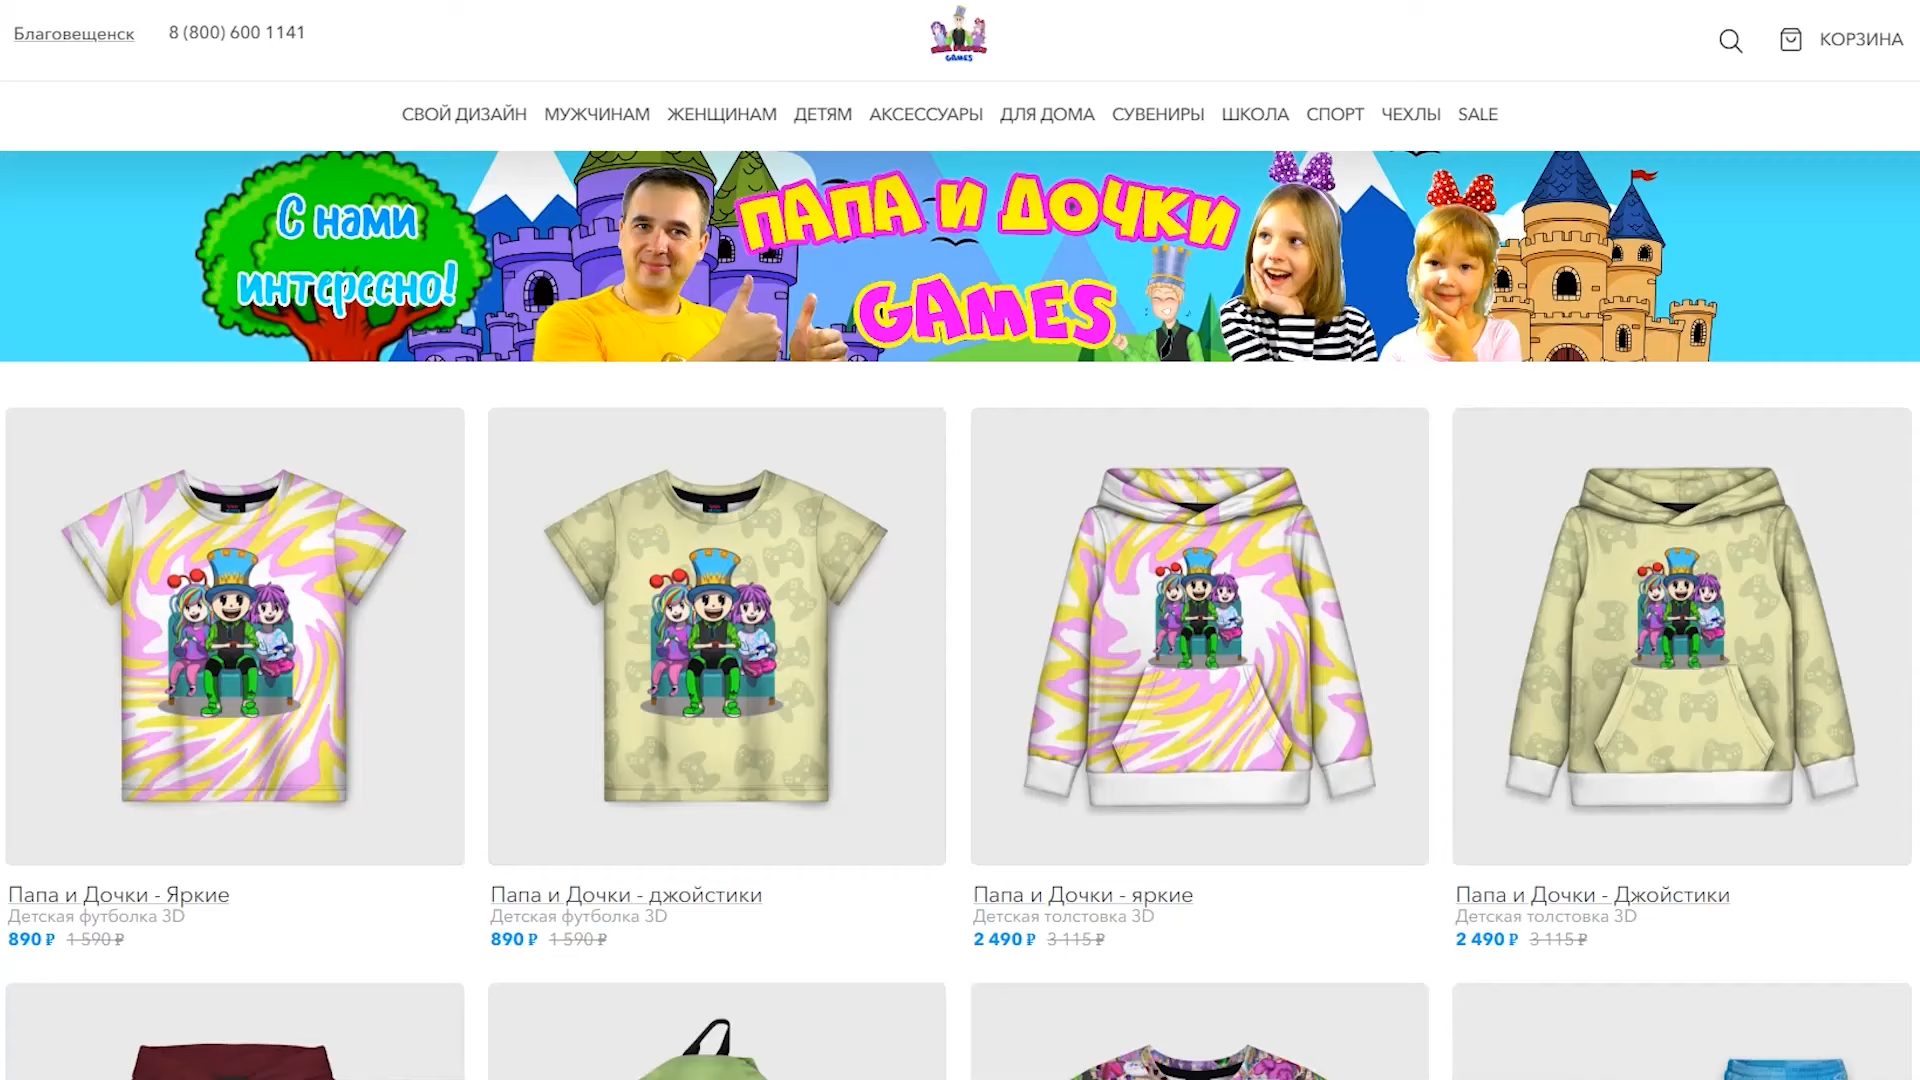 Благовещенск
8 (800) 600 1141
GAMES
КОРЗИНА
СВОЙ ДИЗАЙН МУЖЧИНАМ ЖЕНЩИНАМ ДЕТЯМ АКСЕССУАРЫ ДЛЯ ДОМА СУВЕНИРЫ ШКОЛА СПОРТ ЧЕХЛЫ SALE
С нами
интересно!
ПАПА И ДОЧКИ
GAMES
Папа и Дочки - Яркие
Детская футболка 3D
890 ₽ 1 590 ₽
Папа и Дочки - джойстики
Детская футболка 3D
890 ₽ 1 590 ₽
Папа и Дочки - яркие
Детская толстовка 3D
2 490 ₽ 3 115 ₽
Папа и Дочки - Джойстики
Детская толстовка 3D
2 490 ₽ 3 115 ₽